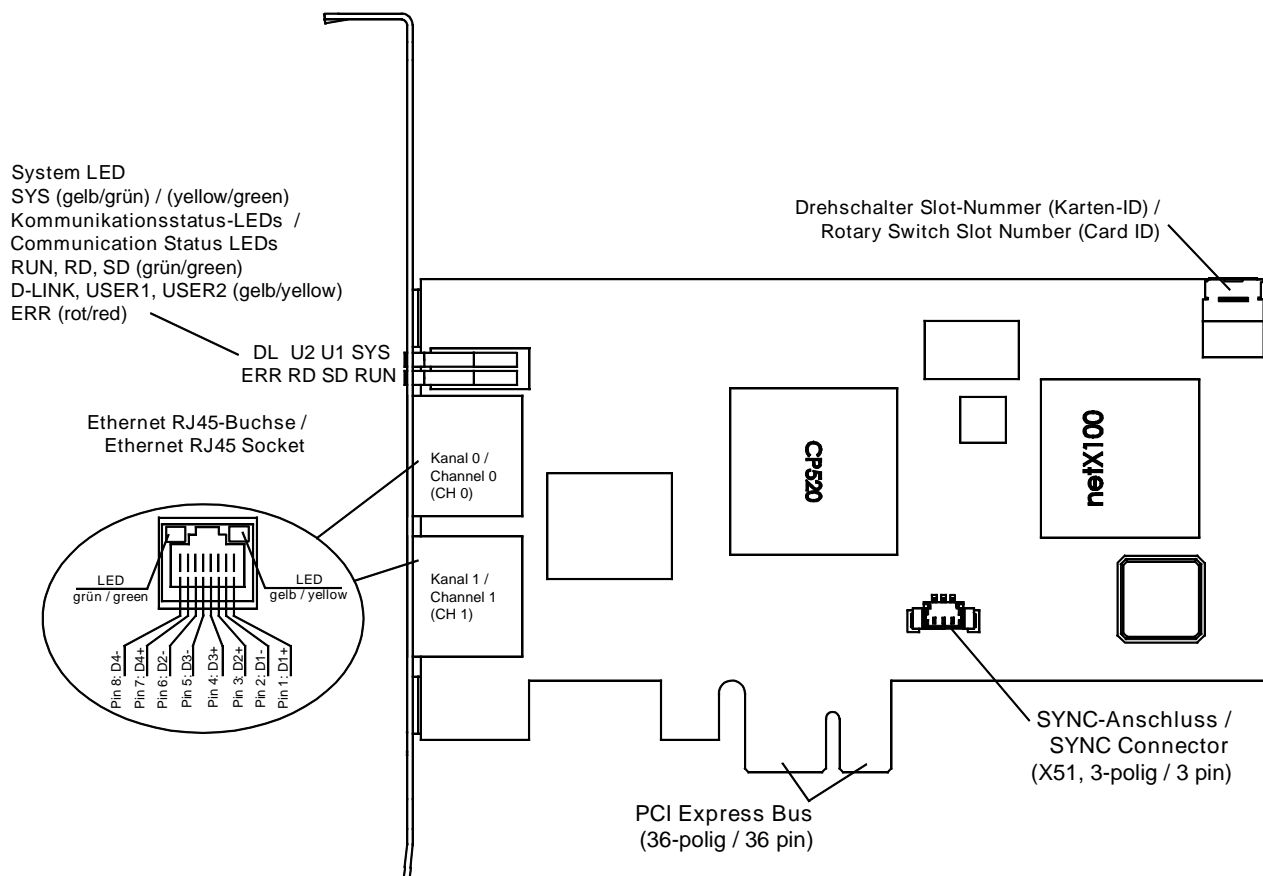 System LED
SYS (gelb/grün) / (yellow/green)
Kommunikationsstatus-LEDs /
Communication Status LEDs
RUN, RD, SD (grün/green)
D-LINK, USER1, USER2 (gelb/yellow)
ERR (rot/red)
DL U2 U1 SYS
ERR RD SD RUN
Drehschalter Slot-Nummer (Karten-ID) /
Rotary Switch Slot Number (Card ID)
Ethernet RJ45-Buchse /
Ethernet RJ45 Socket
Kanal 0 /
Channel 0
(CH 0)
Kanal 1 /
Channel 1
(CH 1)
CP520
netX100
LED
grün / green
LED
gelb / yellow
Pin 8: D4-
Pin 7: D4+
Pin 6: D2-
Pin 5: D3-
Pin 4: D3+
Pin 3: D2+
Pin 2: D1-
Pin 1: D1+
SYNC-Anschluss /
SYNC Connector
(X51, 3-polig / 3 pin)
PCI Express Bus
(36-polig / 36 pin)